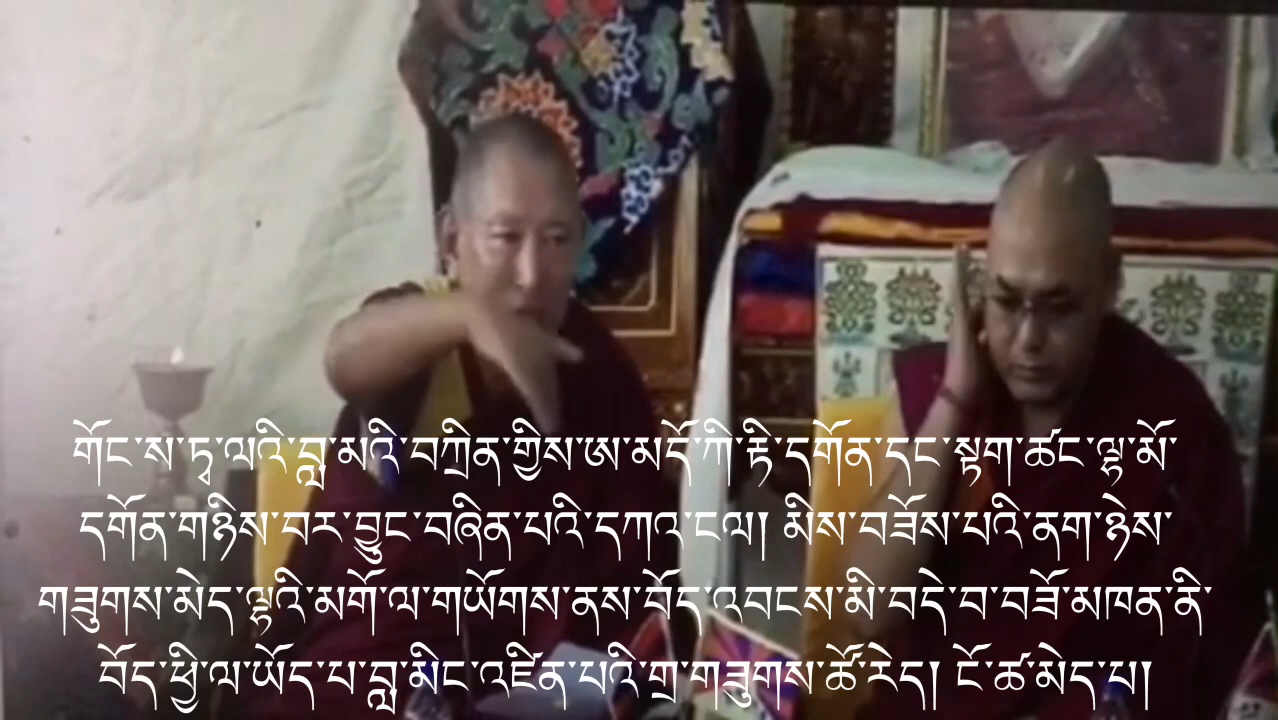 གོང་ས་ཏཱ་ལའི་བླ་མའི་བཀྲིན་གྱིས་ཨ་མདོ་ཀི་རྟི་དགོན་དང་སྟག་ཚང་ལྷ་མོ་
དགོན་གཉིས་བར་བྱུང་བཞིན་པའི་དཀའ་ངལ། མིས་བཟོས་པའི་ནག་ཉེས་
གཟུགས་མེད་ལྷའི་མགོ་ལ་གཡོགས་ནས་བོད་འབངས་མི་བདེ་བ་བཟོ་མཁན་ནི་
བོད་ཕྱི་ལ་ཡོད་པ་བླ་མིང་འཛིན་པའི་གྲ་གཟུགས་ཚོ་རེད། ངོ་ཚ་མེད་པ།